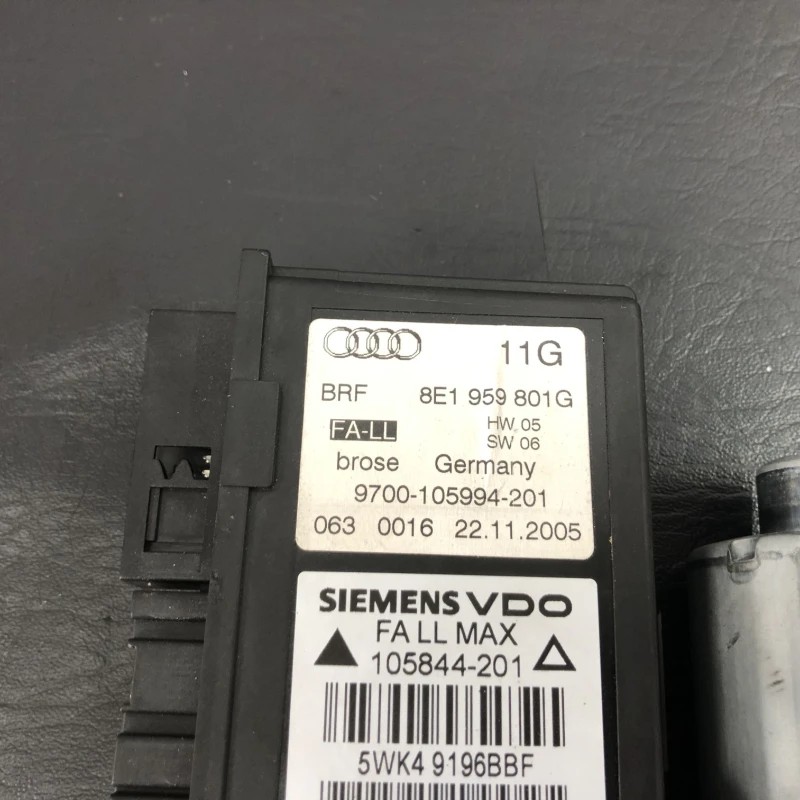 11G
BRF 8E1 959 801G
FA-LL HW 05
SW 06
brose Germany
9700-105994-201
063 0016 22.11.2005
SIEMENS VDO
FA LL MAX
105844-201
5WK4 9196BBF